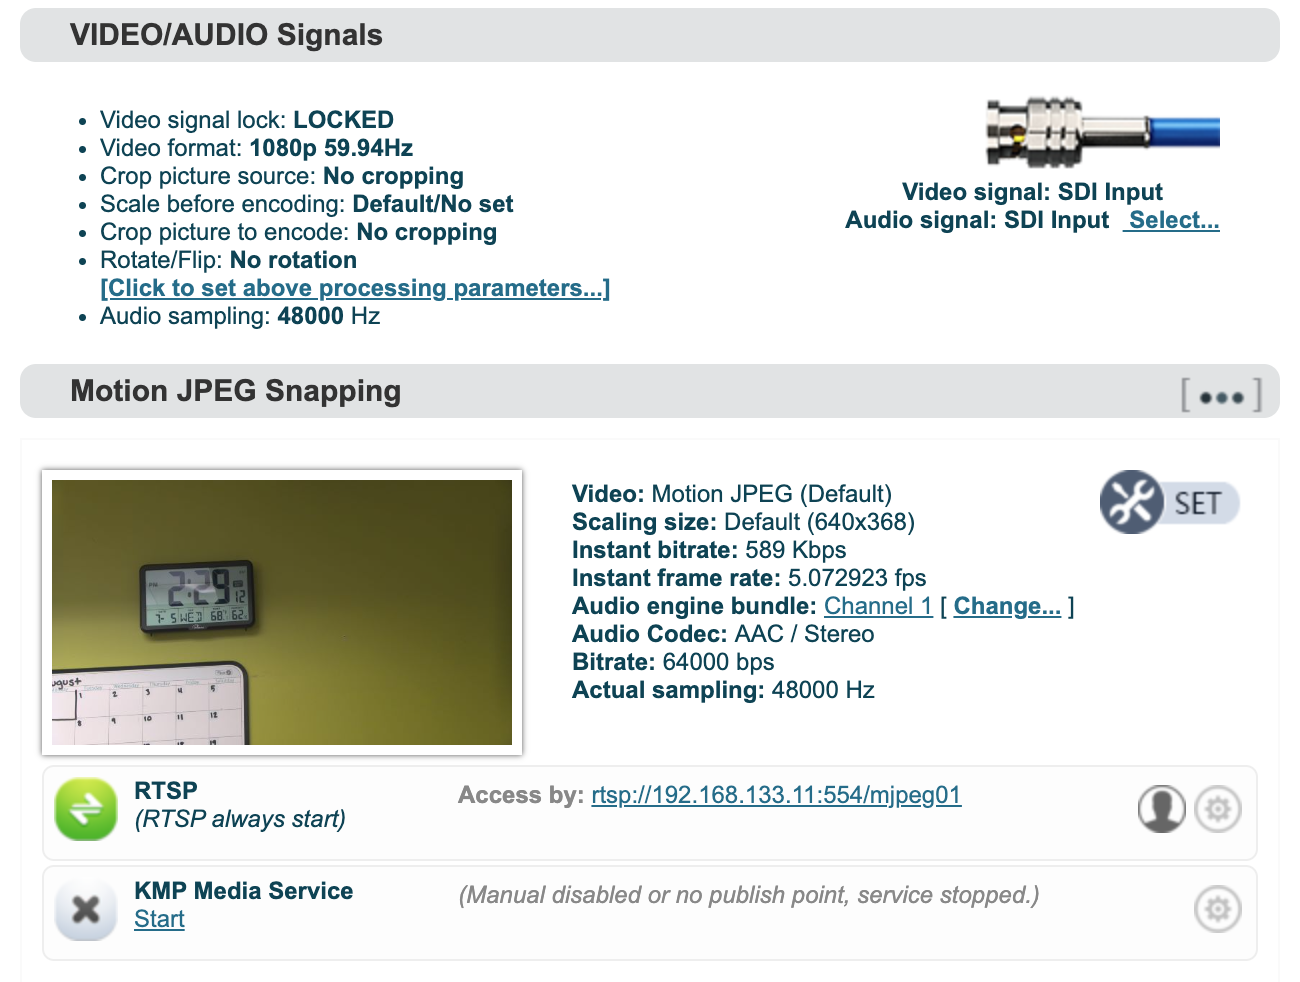 VIDEO/AUDIO Signals
Video signal lock: LOCKED
Video format: 1080p 59.94Hz
Crop picture source: No cropping
Scale before encoding: Default/No set
Crop picture to encode: No cropping
Rotate/Flip: No rotation
[Click to set above processing parameters...]
Audio sampling: 48000 Hz
Video signal: SDI Input
Audio signal: SDI Input Select...
Motion JPEG Snapping
[•••]
PM 2:29 12
7- 5 WED 68 62
ugust
1 2 3 4 5
8 9 10 11 12
Video: Motion JPEG (Default)
Scaling size: Default (640x368)
Instant bitrate: 589 Kbps
Instant frame rate: 5.072923 fps
Audio engine bundle: Channel 1 [ Change... ]
Audio Codec: AAC / Stereo
Bitrate: 64000 bps
Actual sampling: 48000 Hz
SET
RTSP
(RTSP always start)
Access by: rtsp://192.168.133.11:554/mjpeg01
KMP Media Service
Start
(Manual disabled or no publish point, service stopped.)